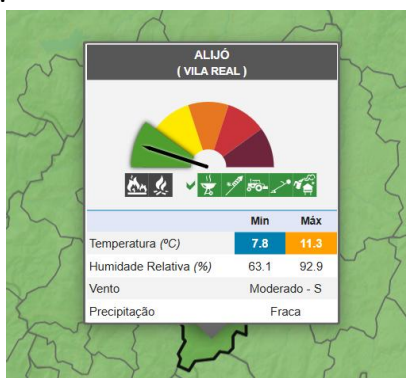 ALIJÓ
( VILA REAL )
Min Máx
Temperatura (ºC) 7.8 11.3
Humidade Relativa (%) 63.1 92.9
Vento Moderado - S
Precipitação Fraca